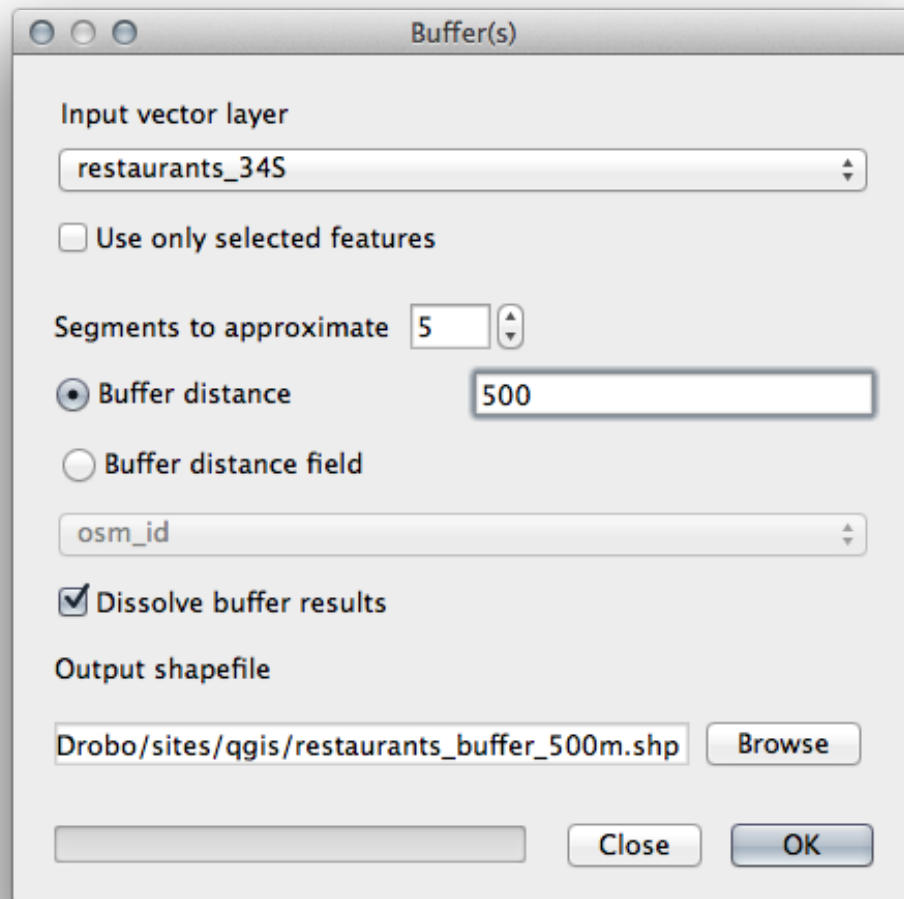 Buffer(s)
Input vector layer
restaurants_34S
Use only selected features
Segments to approximate 5
Buffer distance 500
Buffer distance field
osm_id
Dissolve buffer results
Output shapefile
Drobo/sites/qgis/restaurants_buffer_500m.shp Browse
Close OK